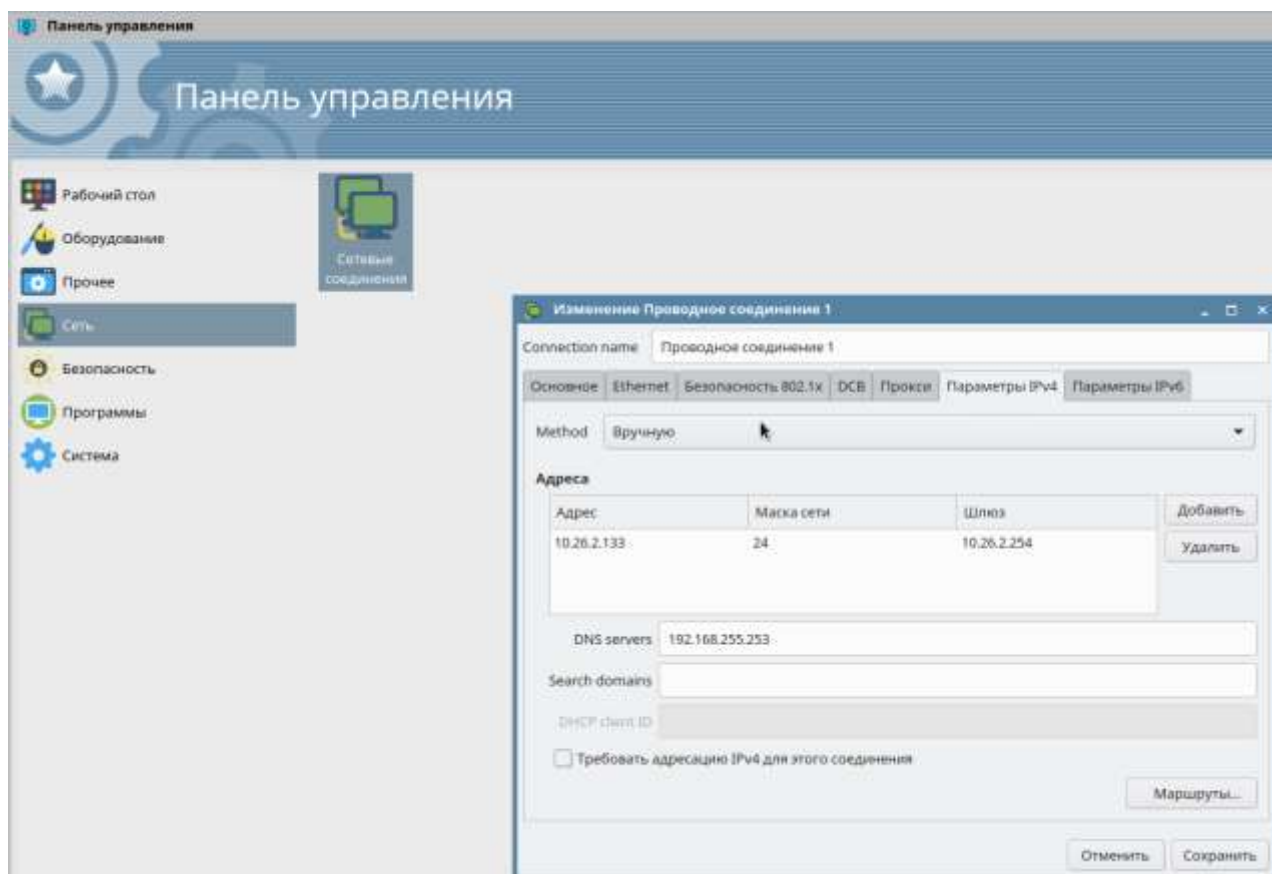 Панель управления
Панель управления
Рабочий стол
Оборудование
Прочее
Сеть
Безопасность
Программы
Система
Сетевые
соединения
Изменение Проводное соединение 1
Connection name Проводное соединение 1
Основное Ethernet Безопасность 802.1x DCB Прокси Параметры IPv4 Параметры IPv6
Method Вручную
Адреса
Адрес Маска сети Шлюз Добавить
10.26.2.133 24 10.26.2.254 Удалить
DNS servers 192.168.255.253
Search domains
DHCP client ID
Требовать адресацию IPv4 для этого соединения
Маршруты...
Отменить Сохранить